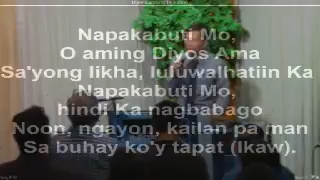 Napakabuti Mo,
O aming Diyos Ama
Sa'yong likha, luluwalhatiin Ka
Napakabuti Mo,
hindi Ka nagbabago
Noon, ngayon, kailan pa man
Sa buhay ko'y tapat (Ikaw).